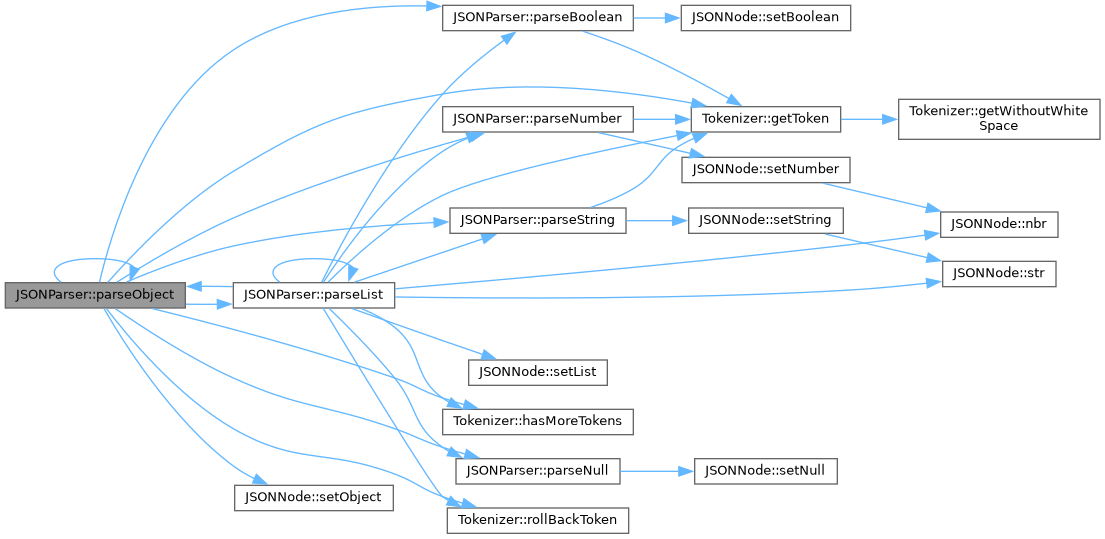 JSONParser::parseBoolean
JSONNode::setBoolean
JSONParser::parseNumber
Tokenizer::getToken
Tokenizer::getWithoutWhite
Space
JSONNode::setNumber
JSONParser::parseString
JSONNode::setString
JSONNode::nbr
JSONNode::str
JSONParser::parseObject
JSONParser::parseList
JSONNode::setList
Tokenizer::hasMoreTokens
JSONParser::parseNull
JSONNode::setNull
JSONNode::setObject
Tokenizer::rollBackToken